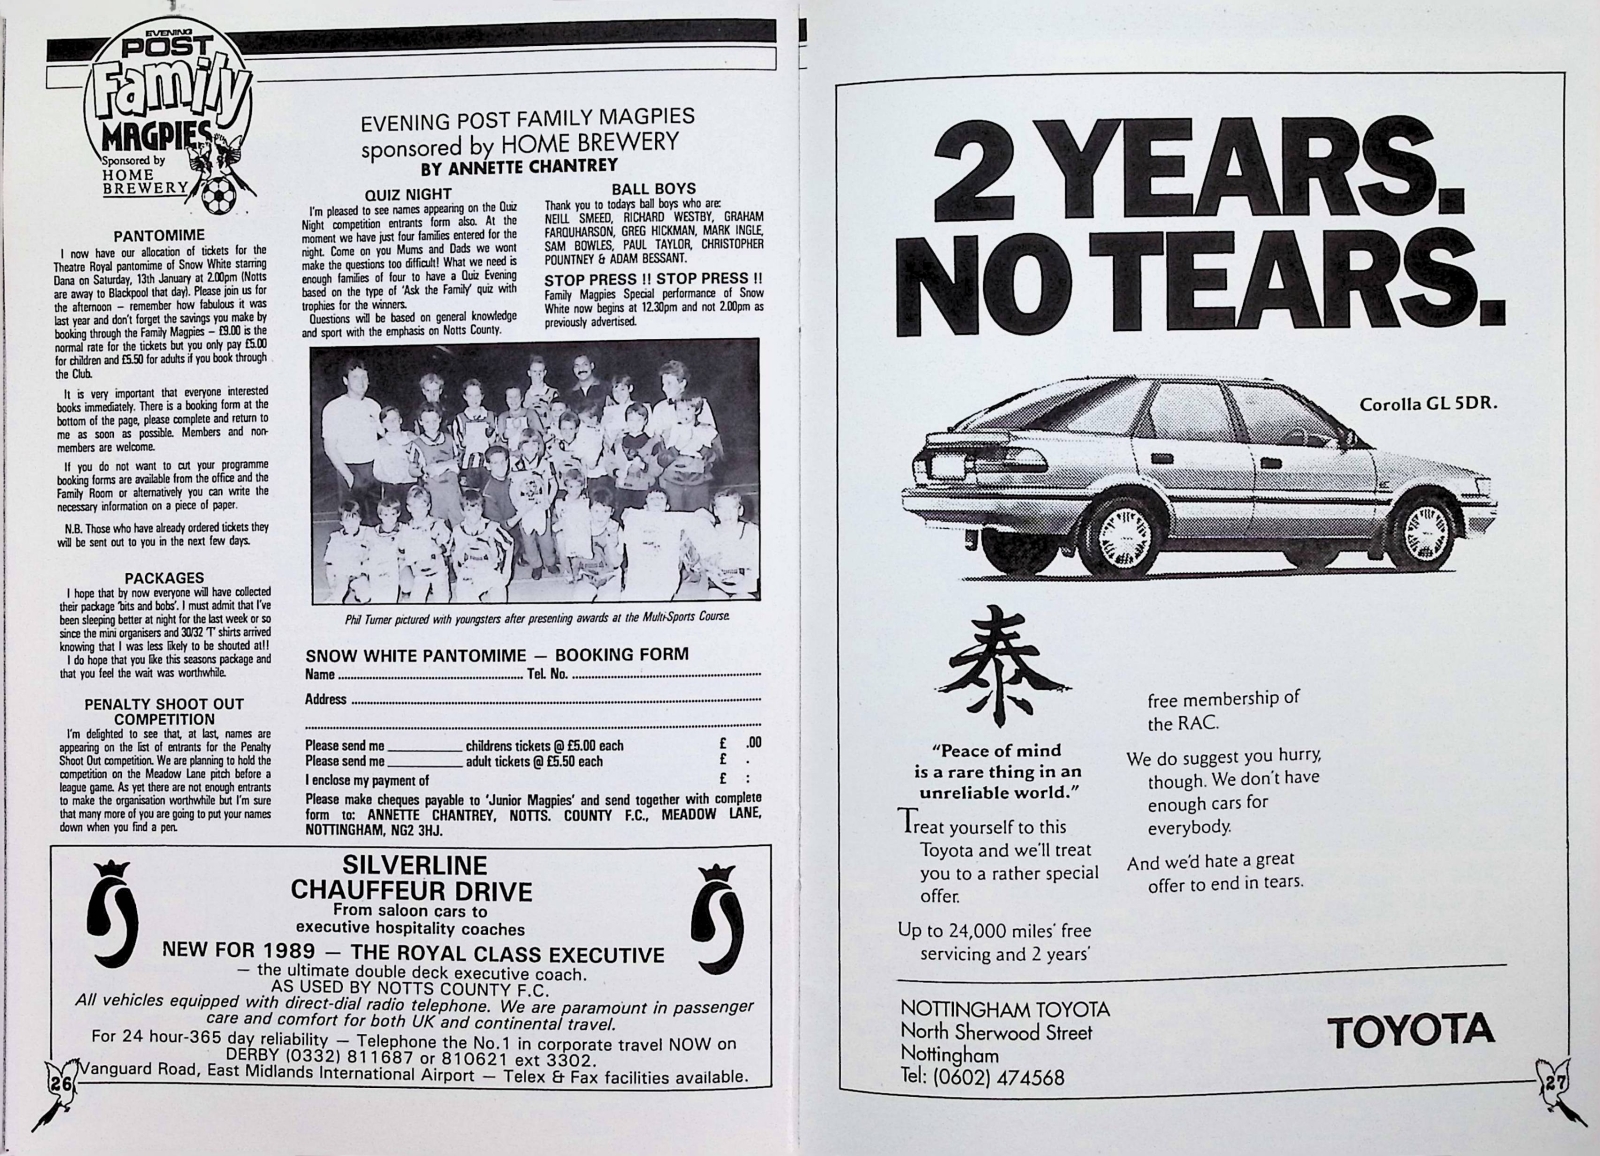 EVENING
POST
Family
MAGPIES
Sponsored by
HOME
BREWERY
EVENING POST FAMILY MAGPIES
sponsored by HOME BREWERY
BY ANNETTE CHANTREY
PANTOMIME
I now have our allocation of tickets for the
Theatre Royal pantomime of Snow White starring
Dana on Saturday, 13th January at 2.00pm (Notts
are away to Blackpool that day). Please join us for
the afternoon – remember how fabulous it was
last year and don't forget the savings you make by
booking through the Family Magpies – £9.00 is the
normal rate for the tickets but you only pay £5.00
for children and £5.50 for adults if you book through
the Club.
It is very important that everyone interested
books immediately. There is a booking form at the
bottom of the page, please complete and return to
me as soon as possible. Members and non-
members are welcome.
If you do not want to cut your programme
booking forms are available from the office and the
Family Room or alternatively you can write the
necessary information on a piece of paper.
N.B. Those who have already ordered tickets they
will be sent out to you in the next few days.
PACKAGES
I hope that by now everyone will have collected
their package 'bits and bobs'. I must admit that I've
been sleeping better at night for the last week or so
since the mini organisers and 30/32 'T' shirts arrived
knowing that I was less likely to be shouted at!!
I do hope that you like this seasons package and
that you feel the wait was worthwhile.
PENALTY SHOOT OUT
COMPETITION
I'm delighted to see that, at last, names are
appearing on the list of entrants for the Penalty
Shoot Out competition. We are planning to hold the
competition on the Meadow Lane pitch before a
league game. As yet there are not enough entrants
to make the organisation worthwhile but I'm sure
that many more of you are going to put your names
down when you find a pen.
QUIZ NIGHT
I'm pleased to see names appearing on the Quiz
Night competition entrants form also. At the
moment we have just four families entered for the
night. Come on you Mums and Dads we wont
make the questions too difficult! What we need is
enough families of four to have a Quiz Evening
based on the type of 'Ask the Family' quiz with
trophies for the winners.
Questions will be based on general knowledge
and sport with the emphasis on Notts County.
BALL BOYS
Thank you to todays ball boys who are:
NEILL SMEED, RICHARD WESTBY, GRAHAM
FARQUHARSON, GREG HICKMAN, MARK INGLE,
SAM BOWLES, PAUL TAYLOR, CHRISTOPHER
POUNTNEY & ADAM BESSANT.
STOP PRESS !! STOP PRESS !!
Family Magpies Special performance of Snow
White now begins at 12.30pm and not 2.00pm as
previously advertised.
Phil Turner pictured with youngsters after presenting awards at the Multi-Sports Course.
SNOW WHITE PANTOMIME — BOOKING FORM
Name ........ Tel. No. ........
Address ........
Please send me ________ childrens tickets @ £5.00 each £ .00
Please send me ________ adult tickets @ £5.50 each £ .
I enclose my payment of £ :
Please make cheques payable to 'Junior Magpies' and send together with complete
form to: ANNETTE CHANTREY, NOTTS. COUNTY F.C., MEADOW LANE,
NOTTINGHAM, NG2 3HJ.
SILVERLINE
CHAUFFEUR DRIVE
From saloon cars to
executive hospitality coaches
NEW FOR 1989 — THE ROYAL CLASS EXECUTIVE
— the ultimate double deck executive coach.
AS USED BY NOTTS COUNTY F.C.
All vehicles equipped with direct-dial radio telephone. We are paramount in passenger
care and comfort for both UK and continental travel.
For 24 hour-365 day reliability — Telephone the No.1 in corporate travel NOW on
DERBY (0332) 811687 or 810621 ext 3302.
Vanguard Road, East Midlands International Airport — Telex & Fax facilities available.
26
2 YEARS.
NO TEARS.
Corolla GL 5DR.
泰
"Peace of mind
is a rare thing in an
unreliable world."
Treat yourself to this
Toyota and we'll treat
you to a rather special
offer.
Up to 24,000 miles' free
servicing and 2 years'
free membership of
the RAC.
We do suggest you hurry,
though. We don't have
enough cars for
everybody.
And we'd hate a great
offer to end in tears.
NOTTINGHAM TOYOTA
North Sherwood Street
Nottingham
Tel: (0602) 474568
TOYOTA
27